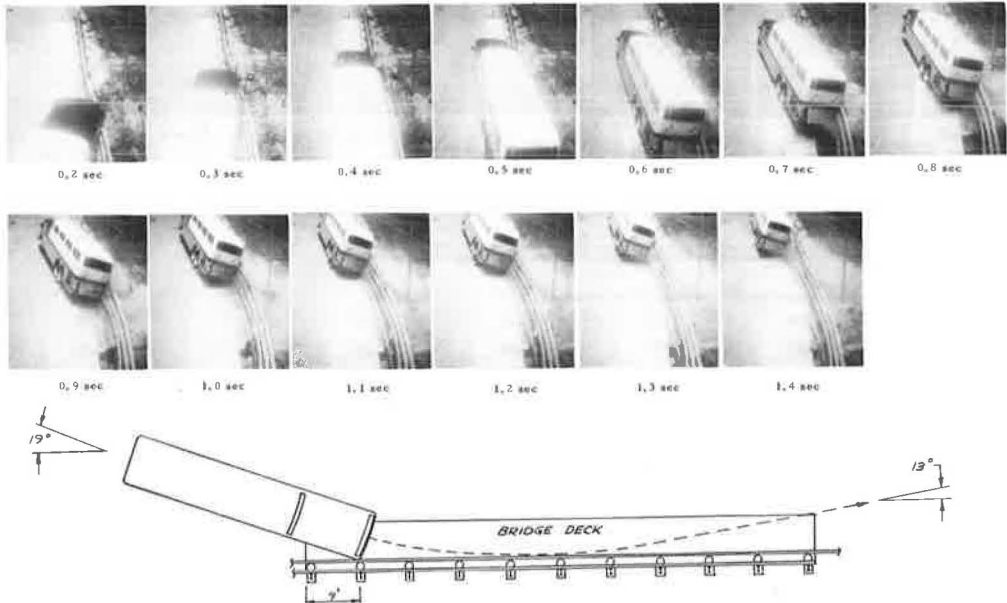 0.2 sec
0.3 sec
0.4 sec
0.5 sec
0.6 sec
0.7 sec
0.8 sec
0.9 sec
1.0 sec
1.1 sec
1.2 sec
1.3 sec
1.4 sec
19°
13°
BRIDGE DECK
9'